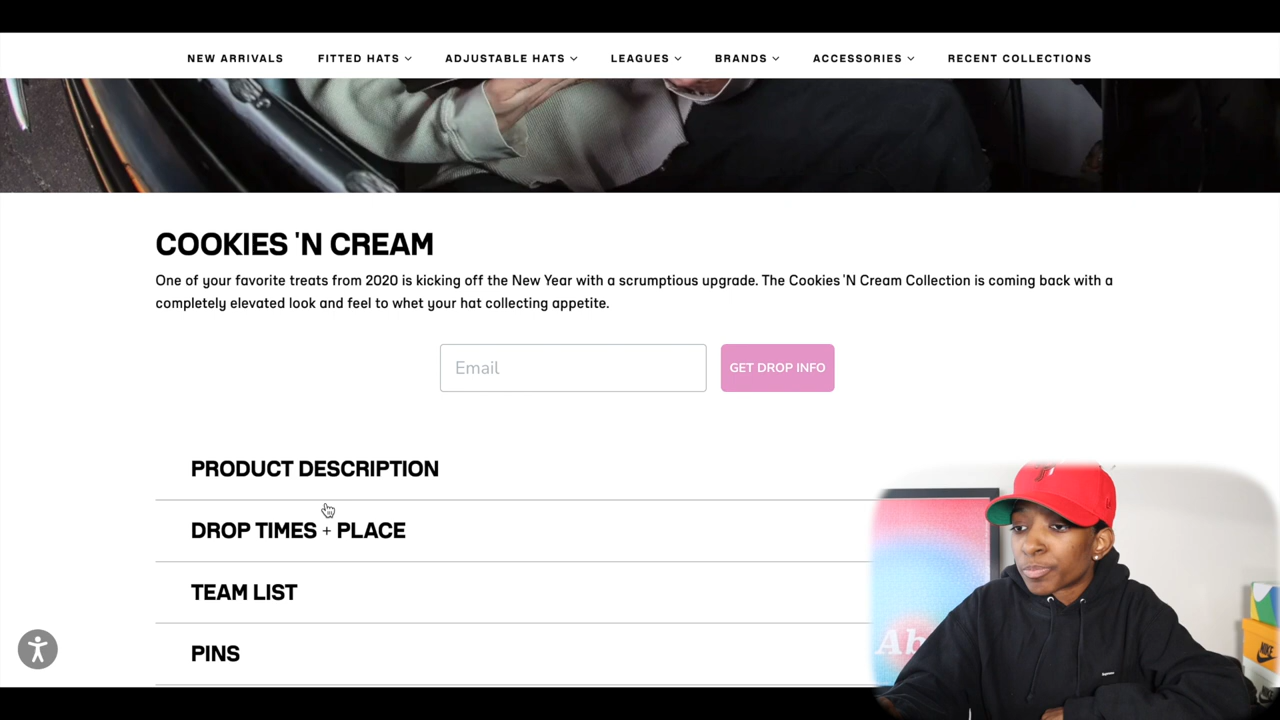 NEW ARRIVALS FITTED HATS ADJUSTABLE HATS LEAGUES BRANDS ACCESSORIES RECENT COLLECTIONS
COOKIES 'N CREAM
One of your favorite treats from 2020 is kicking off the New Year with a scrumptious upgrade. The Cookies 'N Cream Collection is coming back with a
completely elevated look and feel to whet your hat collecting appetite.
Email GET DROP INFO
PRODUCT DESCRIPTION
DROP TIMES + PLACE
TEAM LIST
PINS
Ab
NIKE